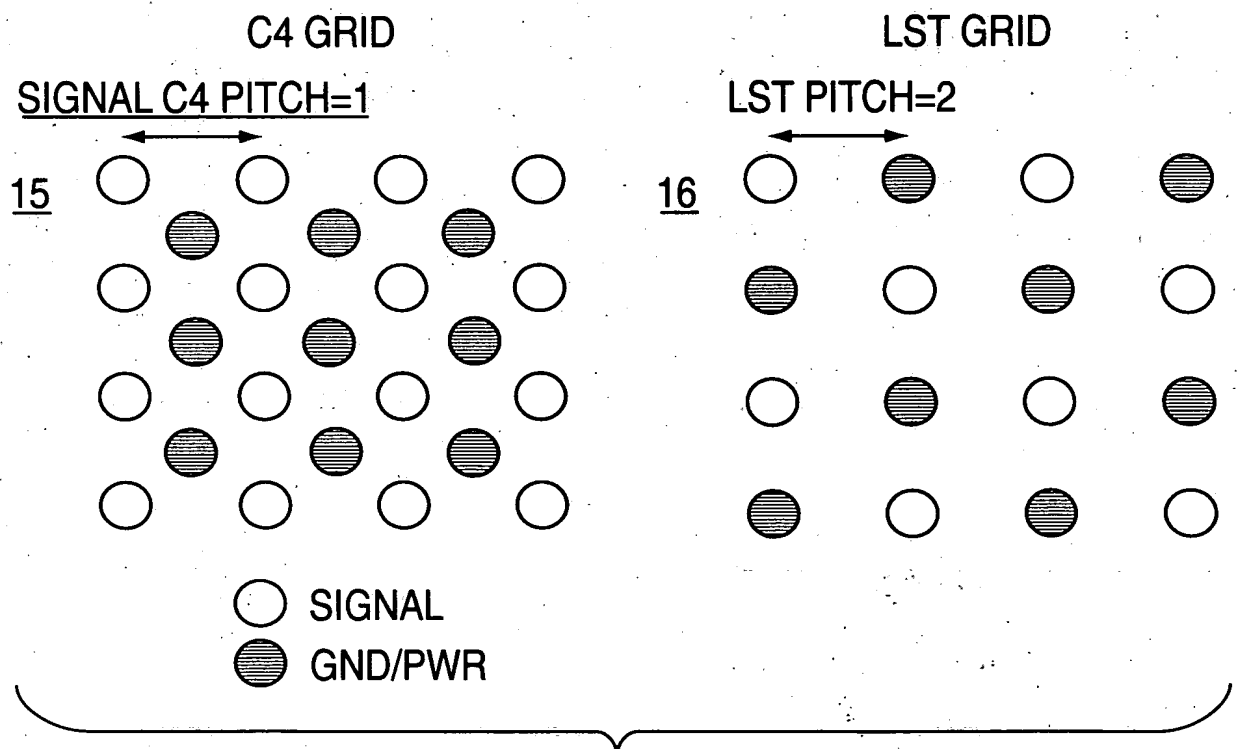 C4 GRID
SIGNAL C4 PITCH=1
15
LST GRID
LST PITCH=2
16
SIGNAL
GND/PWR